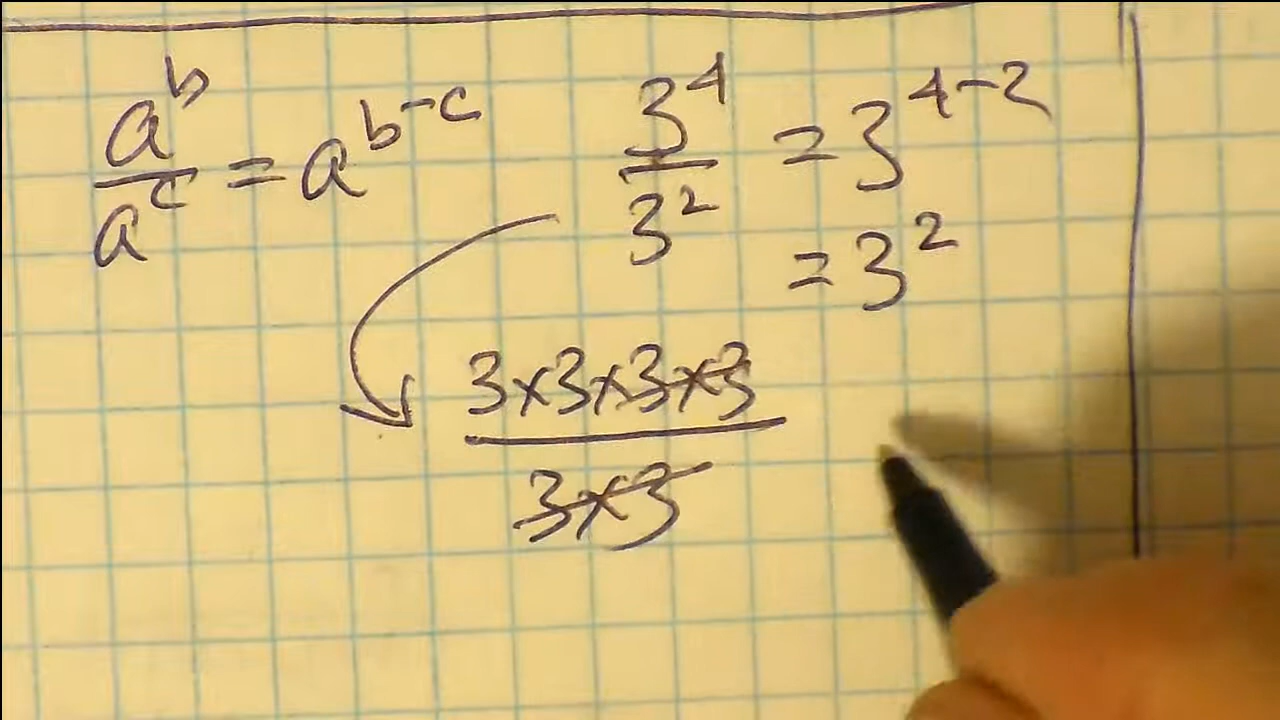 a^b/a^c = a^(b-c)
3^4/3^2 = 3^(4-2)
= 3^2
3×3×3×3
3×3